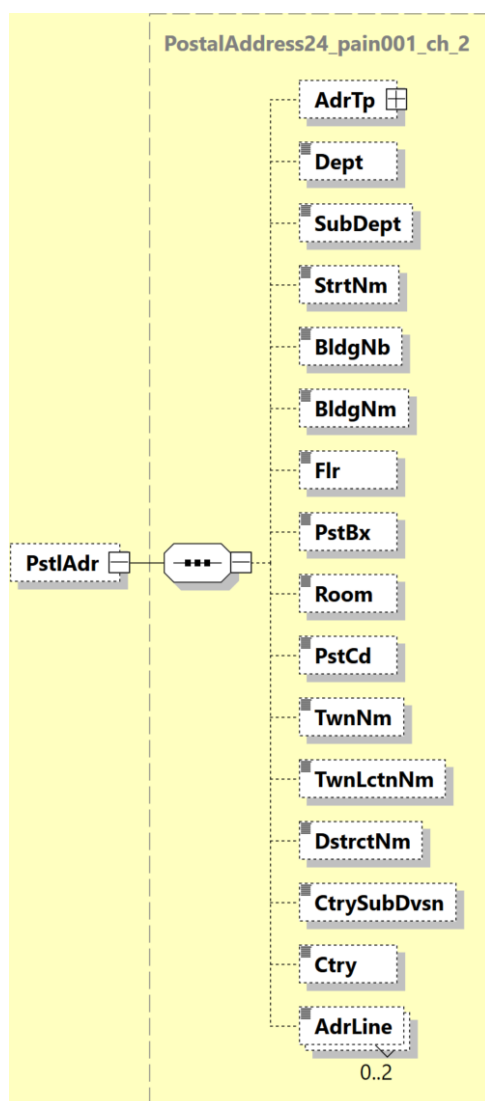 PostalAddress24_pain001_ch_2
AdrTp
Dept
SubDept
StrtNm
BldgNb
BldgNm
Flr
PstBx
PstlAdr
Room
PstCd
TwnNm
TwnLctnNm
DstrctNm
CtrySubDvsn
Ctry
AdrLine
0..2